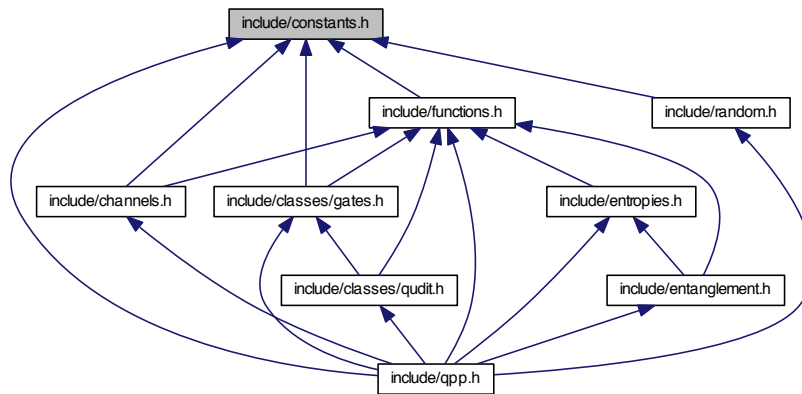 include/constants.h
include/functions.h
include/random.h
include/channels.h
include/classes/gates.h
include/entropies.h
include/classes/qudit.h
include/entanglement.h
include/qpp.h